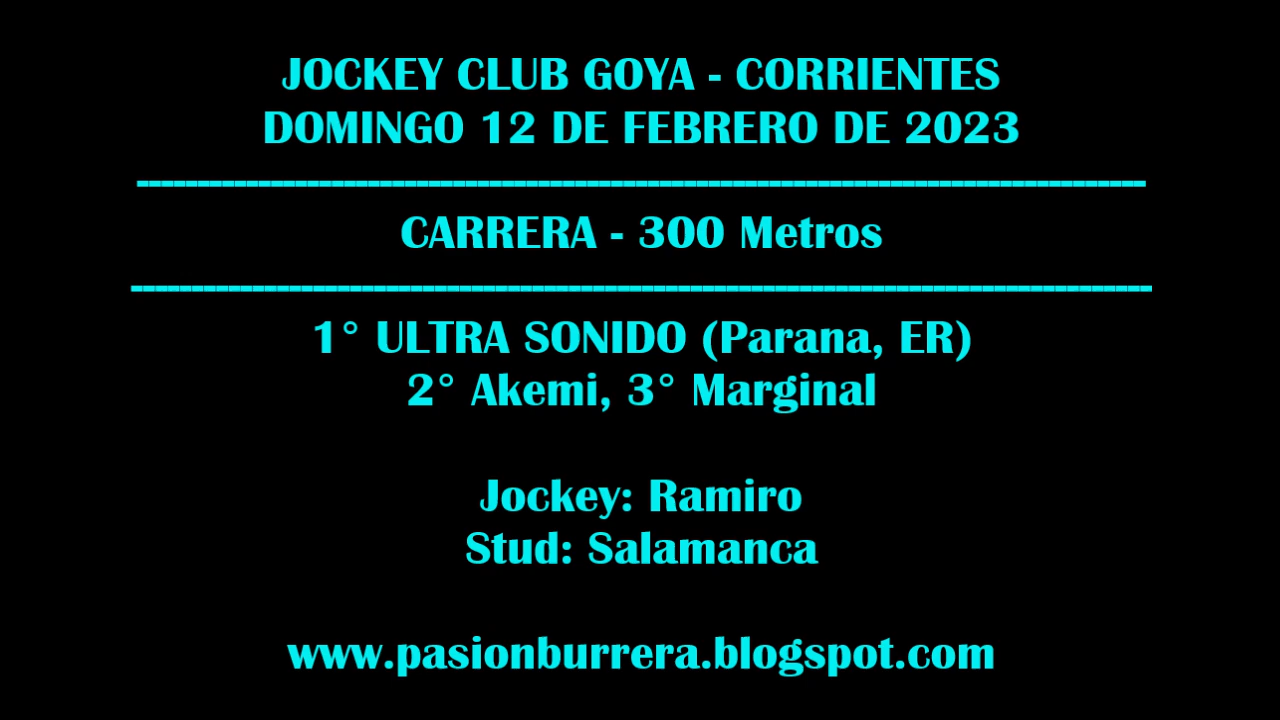 JOCKEY CLUB GOYA - CORRIENTES
DOMINGO 12 DE FEBRERO DE 2023
--------------------------------------------------------------------------------
CARRERA - 300 Metros
--------------------------------------------------------------------------------
1° ULTRA SONIDO (Parana, ER)
2° Akemi, 3° Marginal
Jockey: Ramiro
Stud: Salamanca
www.pasionburrera.blogspot.com